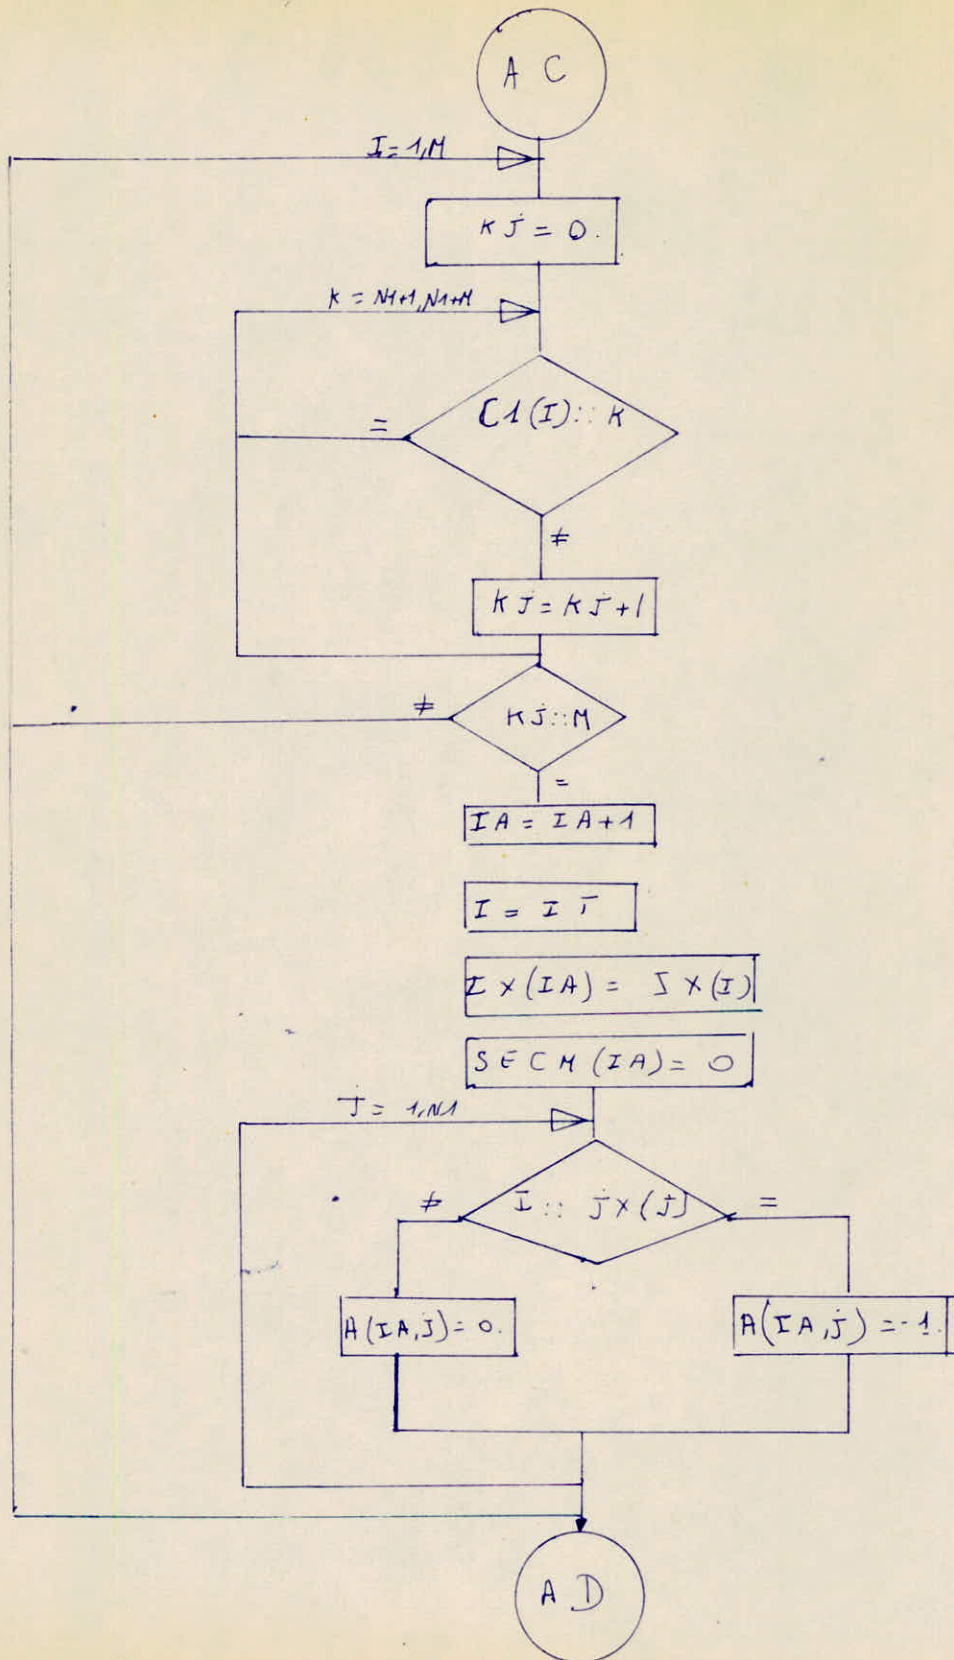 A C
I=1,M
KJ = 0.
K = N1+1,N1+M
C1(I)::K
=
≠
KJ=KJ+1
≠
KJ::M
=
IA = IA+1
I = I T
IX(IA) = IX(I)
SECM(IA)= 0
J= 1,N1
≠
I :: JX(J)
=
A(IA,J)=0.
A(IA,J)=-1.
A D